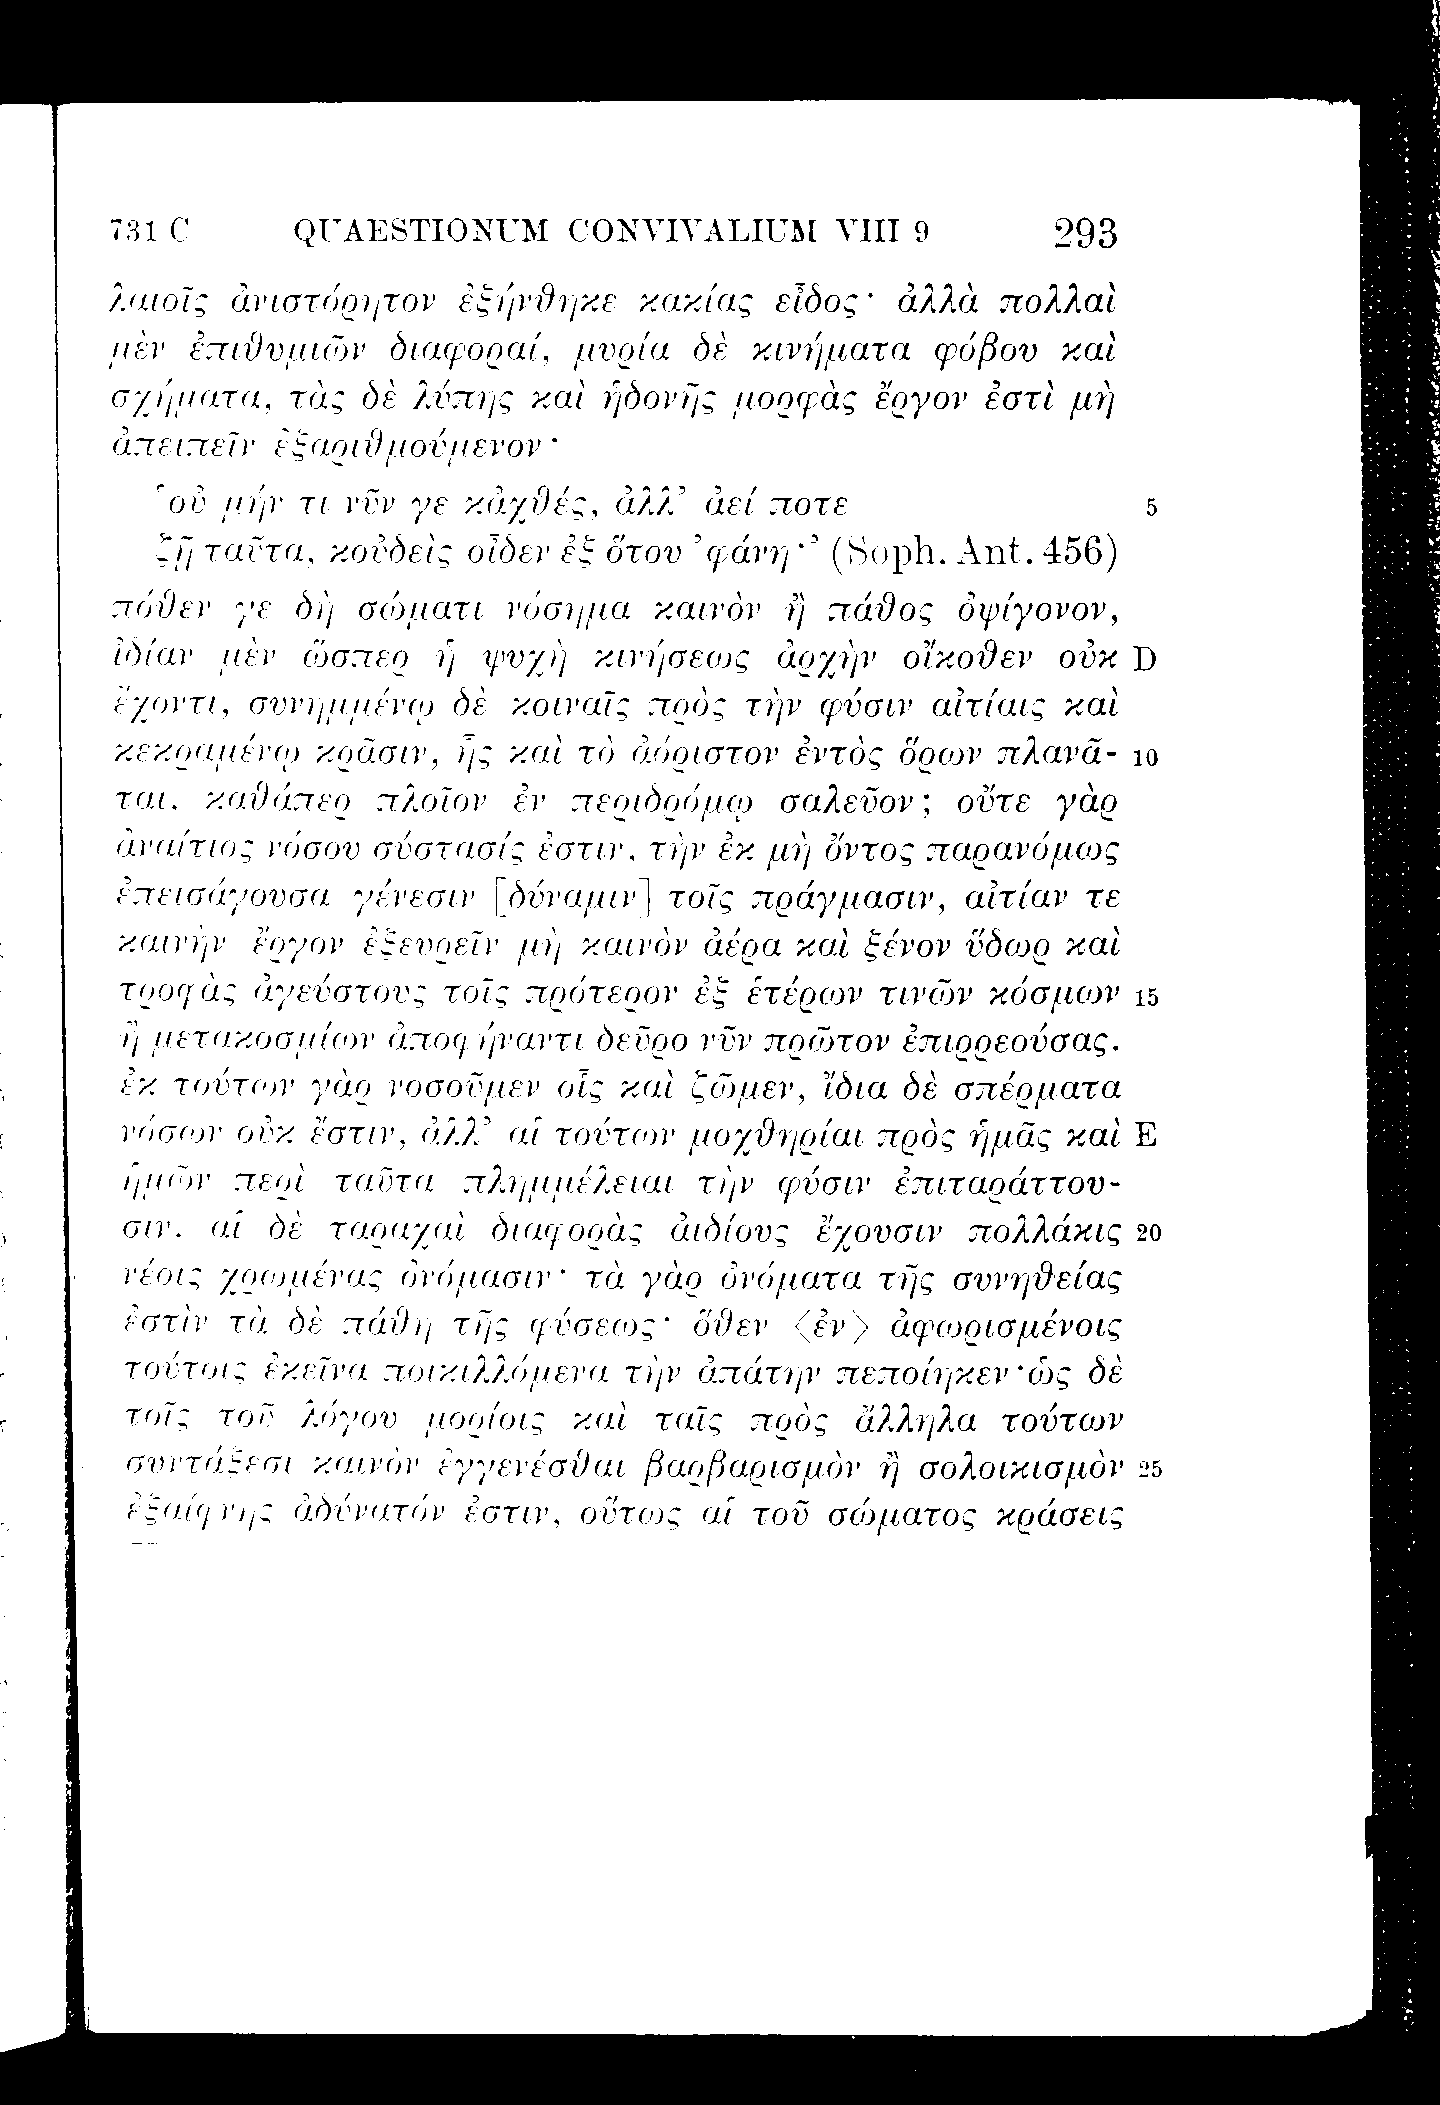 731 C QUAESTIONUM CONVIVALIUM VIII 9 293
λαιοῖς ἀνιστόρητον ἐξήνθηκε κακίας εἶδος· ἀλλὰ πολλαὶ
μὲν ἐπιθυμιῶν διαφοραί, μυρία δὲ κινήματα φόβου καὶ
σχήματα, τὰς δὲ λύπης καὶ ἡδονῆς μορφὰς ἔργον ἐστὶ μὴ
ἀπειπεῖν ἐξαριθμούμενον·
‘οὐ μήν τι νῦν γε κἀχθές, ἀλλ’ ἀεί ποτε 5
ζῇ ταῦτα, κοὐδεὶς οἶδεν ἐξ ὅτου ’φάνη·’ (Soph. Ant. 456)
πόθεν γε δὴ σώματι νόσημα καινὸν ἢ πάθος ὀψίγονον,
ἰδίαν μὲν ὥσπερ ἡ ψυχὴ κινήσεως ἀρχὴν οἴκοθεν οὐκ D
ἔχοντι, συνημμένῳ δὲ κοιναῖς πρὸς τὴν φύσιν αἰτίαις καὶ
κεκραμένῳ κρᾶσιν, ἧς καὶ τὸ ἀόριστον ἐντὸς ὅρων πλανᾶ- 10
ται, καθάπερ πλοῖον ἐν περιδρόμῳ σαλεῦον; οὔτε γὰρ
ἀναίτιος νόσου σύστασίς ἐστιν, τὴν ἐκ μὴ ὄντος παρανόμως
ἐπεισάγουσα γένεσιν [δύναμιν] τοῖς πράγμασιν, αἰτίαν τε
καινὴν ἔργον ἐξευρεῖν μὴ καινὸν ἀέρα καὶ ξένον ὕδωρ καὶ
τροφὰς ἀγεύστους τοῖς πρότερον ἐξ ἑτέρων τινῶν κόσμων 15
ἢ μετακοσμίων ἀποφήναντι δεῦρο νῦν πρῶτον ἐπιρρεούσας.
ἐκ τούτων γὰρ νοσοῦμεν οἷς καὶ ζῶμεν, ἴδια δὲ σπέρματα
νόσων οὐκ ἔστιν, ἀλλ’ αἱ τούτων μοχθηρίαι πρὸς ἡμᾶς καὶ E
ἡμῶν περὶ ταῦτα πλημμέλειαι τὴν φύσιν ἐπιταράττου-
σιν. αἱ δὲ ταραχαὶ διαφορὰς ἀιδίους ἔχουσιν πολλάκις 20
νέοις χρωμένας ὀνόμασιν· τὰ γὰρ ὀνόματα τῆς συνηθείας
ἐστὶν τὰ δὲ πάθη τῆς φύσεως· ὅθεν ⟨ἐν⟩ ἀφωρισμένοις
τούτοις ἐκεῖνα ποικιλλόμενα τὴν ἀπάτην πεποίηκεν· ὡς δὲ
τοῖς τοῦ λόγου μορίοις καὶ ταῖς πρὸς ἄλληλα τούτων
συντάξεσι καινὸν ἐγγενέσθαι βαρβαρισμὸν ἢ σολοικισμὸν 25
ἐξαίφνης ἀδύνατόν ἐστιν, οὕτως αἱ τοῦ σώματος κράσεις